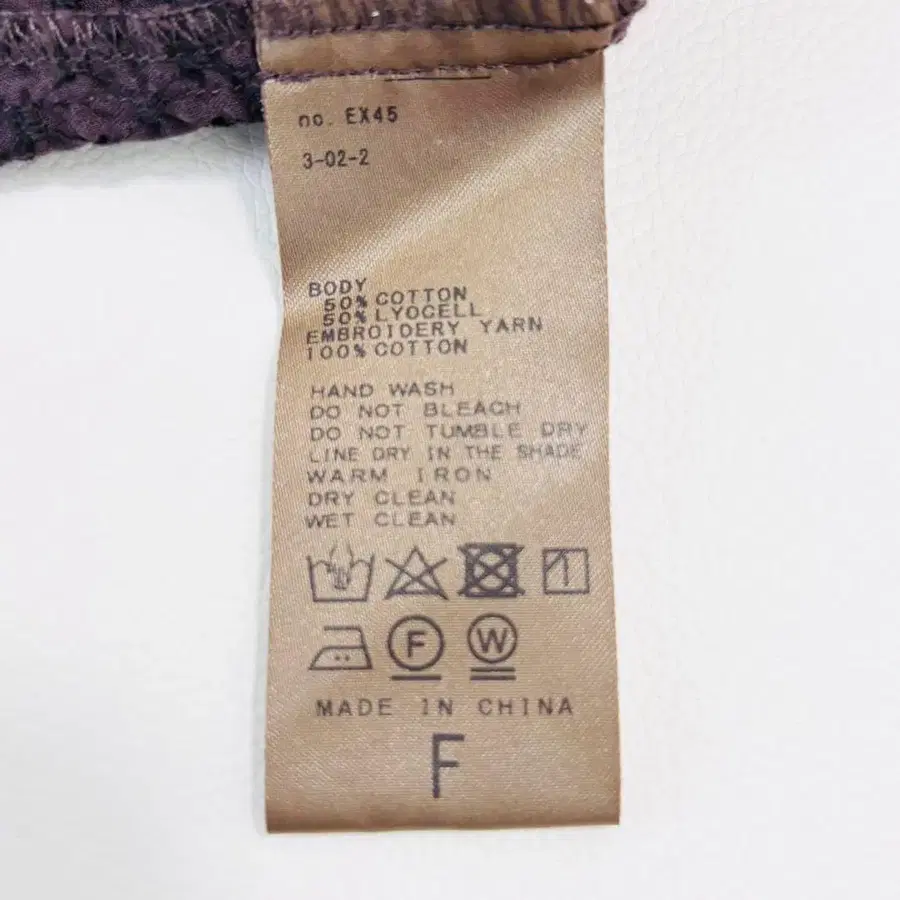 no. EX45
3-02-2
BODY
50% COTTON
50% LYOCELL
EMBROIDERY YARN
100% COTTON
HAND WASH
DO NOT BLEACH
DO NOT TUMBLE DRY
LINE DRY IN THE SHADE
WARM IRON
DRY CLEAN
WET CLEAN
F W
MADE IN CHINA
F